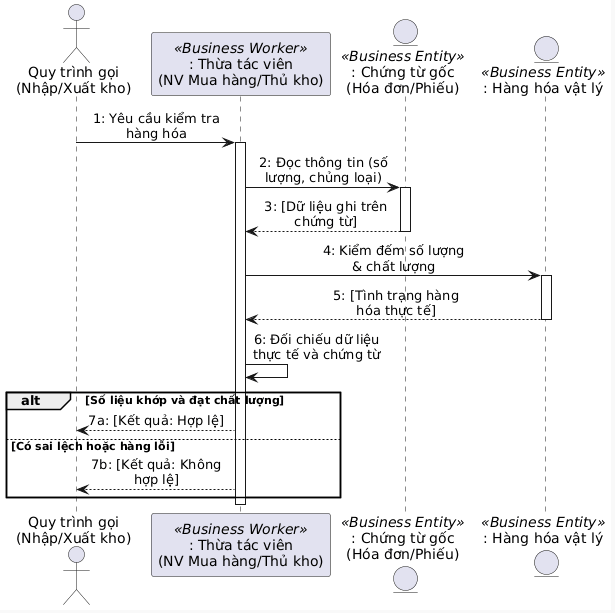 Quy trình gọi
(Nhập/Xuất kho)
«Business Worker»
: Thừa tác viên
(NV Mua hàng/Thủ kho)
«Business Entity»
: Chứng từ gốc
(Hóa đơn/Phiếu)
«Business Entity»
: Hàng hóa vật lý
1: Yêu cầu kiểm tra
hàng hóa
2: Đọc thông tin (số
lượng, chủng loại)
3: [Dữ liệu ghi trên
chứng từ]
4: Kiểm đếm số lượng
& chất lượng
5: [Tình trạng hàng
hóa thực tế]
6: Đối chiếu dữ liệu
thực tế và chứng từ
alt
[Số liệu khớp và đạt chất lượng]
7a: [Kết quả: Hợp lệ]
[Có sai lệch hoặc hàng lỗi]
7b: [Kết quả: Không
hợp lệ]
Quy trình gọi
(Nhập/Xuất kho)
«Business Worker»
: Thừa tác viên
(NV Mua hàng/Thủ kho)
«Business Entity»
: Chứng từ gốc
(Hóa đơn/Phiếu)
«Business Entity»
: Hàng hóa vật lý